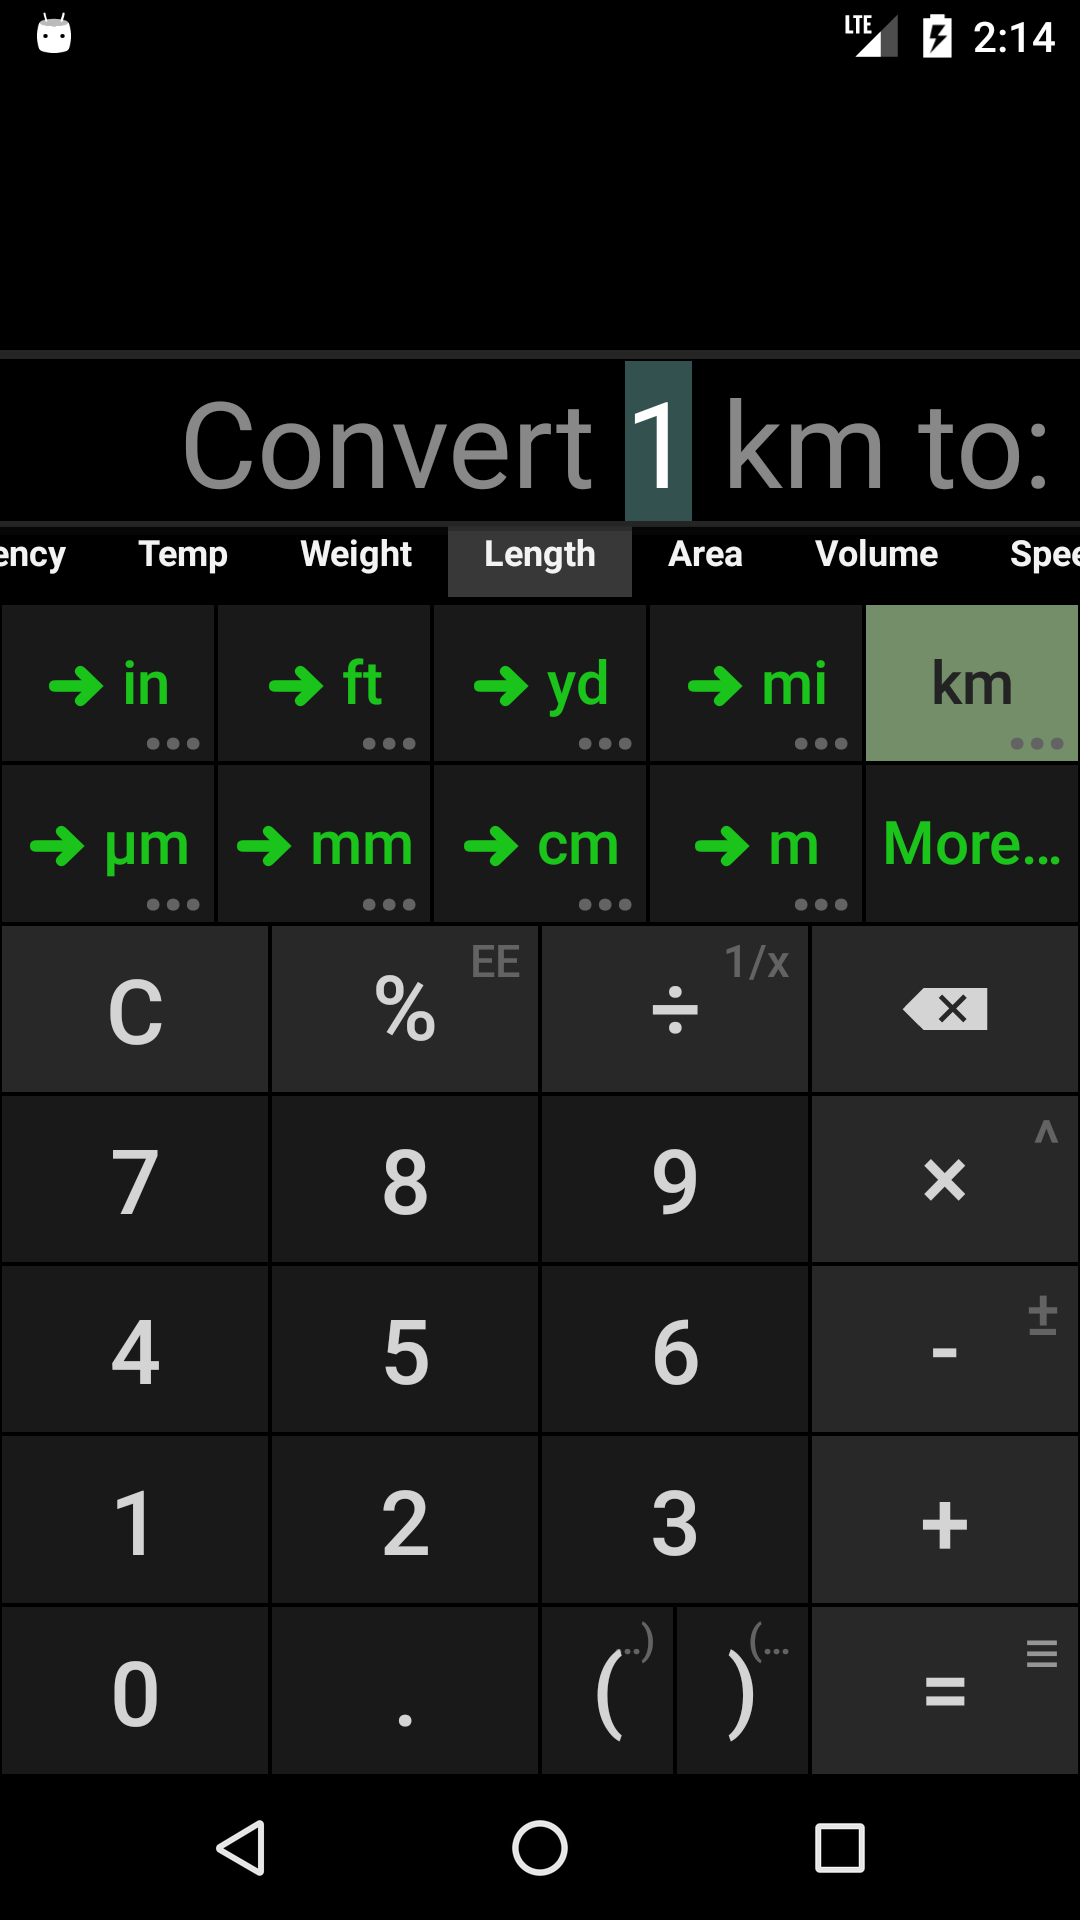 LTE 2:14
Convert 1 km to:
ency Temp Weight Length Area Volume Spee
➔ in ➔ ft ➔ yd ➔ mi km
➔ µm ➔ mm ➔ cm ➔ m More...
C % EE ÷ 1/x
7 8 9 × ^
4 5 6 - ±
1 2 3 +
0 . ( ..) ) (... =